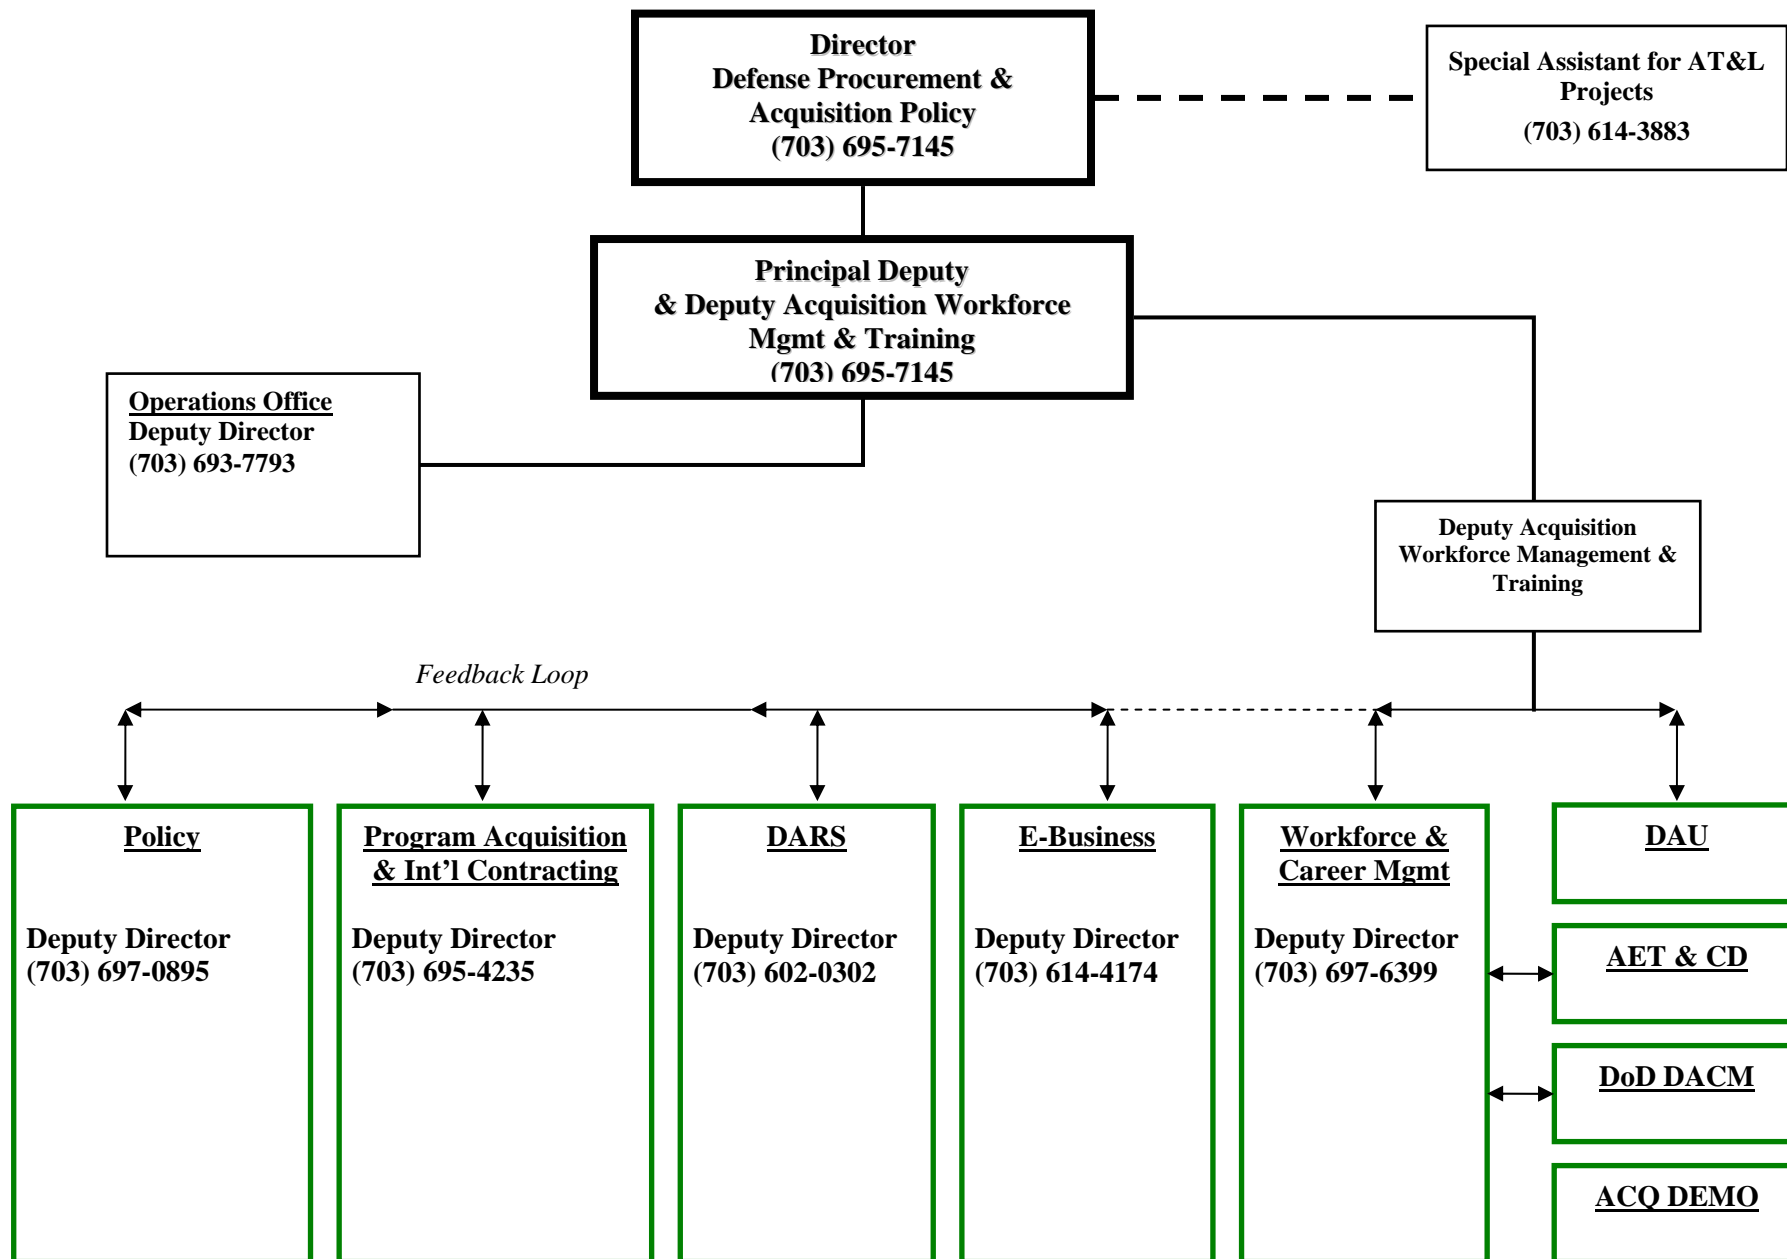 Director
Defense Procurement &
Acquisition Policy
(703) 695-7145
Special Assistant for AT&L
Projects
(703) 614-3883
Principal Deputy
& Deputy Acquisition Workforce
Mgmt & Training
(703) 695-7145
Operations Office
Deputy Director
(703) 693-7793
Deputy Acquisition
Workforce Management &
Training
Feedback Loop
Policy
Deputy Director
(703) 697-0895
Program Acquisition
& Int’l Contracting
Deputy Director
(703) 695-4235
DARS
Deputy Director
(703) 602-0302
E-Business
Deputy Director
(703) 614-4174
Workforce &
Career Mgmt
Deputy Director
(703) 697-6399
DAU
AET & CD
DoD DACM
ACQ DEMO